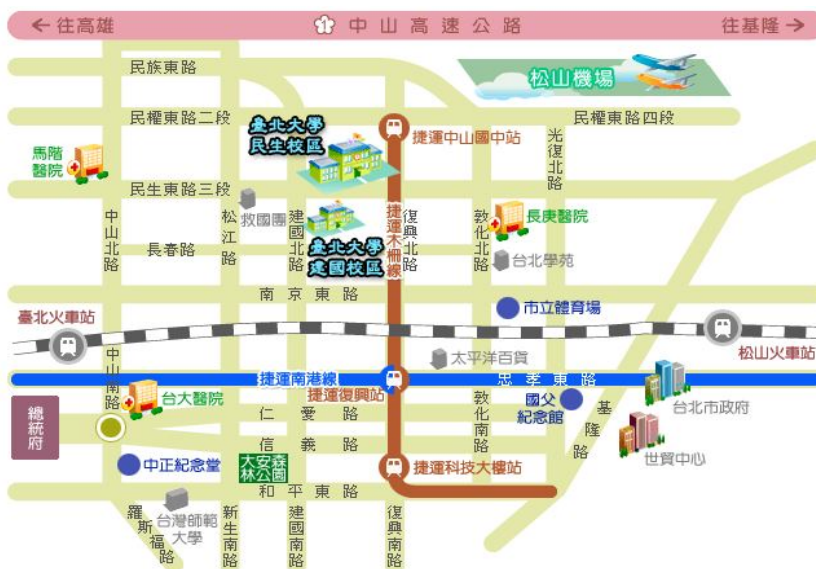 往高雄
1 中山高速公路
往基隆
民族東路
松山機場
民權東路二段
臺北大學
民生校區
捷運中山國中站
民權東路四段
光復北路
馬階
醫院
民生東路三段
救國團
中山北路
松江路
建國北路
捷運木柵線
復興北路
敦化北路
長庚醫院
長春路
臺北大學
建國校區
台北學苑
南京東路
市立體育場
臺北火車站
松山火車站
太平洋百貨
中山南路
捷運南港線
忠孝東路
捷運復興站
台大醫院
總統府
仁愛路
敦化南路
國父
紀念館
基隆路
台北市政府
信義路
世貿中心
中正紀念堂
大安森
林公園
捷運科技大樓站
和平東路
羅斯福路
台灣師範
大學
新生南路
建國南路
復興南路